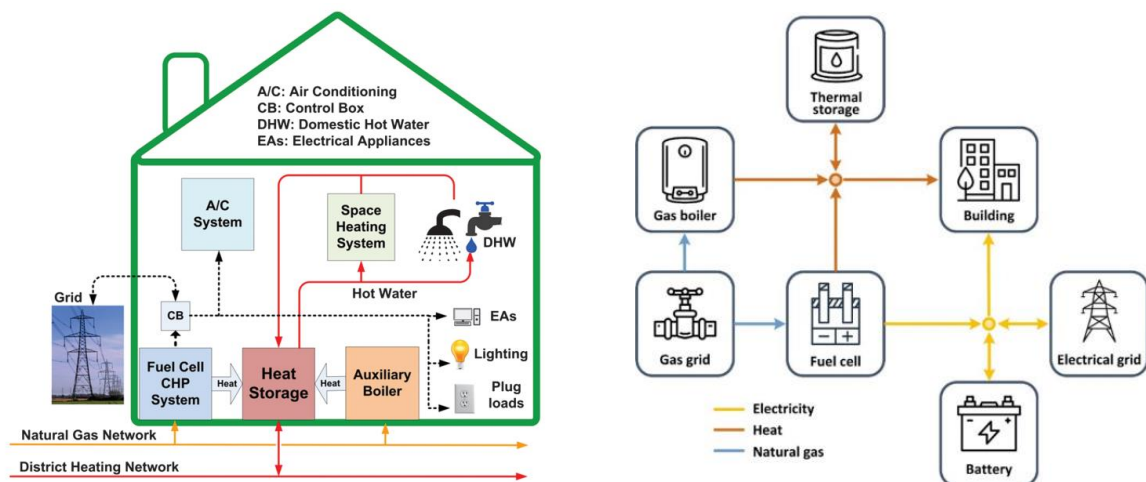 A/C: Air Conditioning
CB: Control Box
DHW: Domestic Hot Water
EAs: Electrical Appliances
A/C
System
Space
Heating
System
DHW
Hot Water
Grid
CB
EAs
Lighting
Plug
loads
Fuel Cell
CHP
System
Heat
Heat
Storage
Heat
Auxiliary
Boiler
Natural Gas Network
District Heating Network
Thermal
storage
Gas boiler
Building
Gas grid
Fuel cell
Electrical grid
Battery
Electricity
Heat
Natural gas